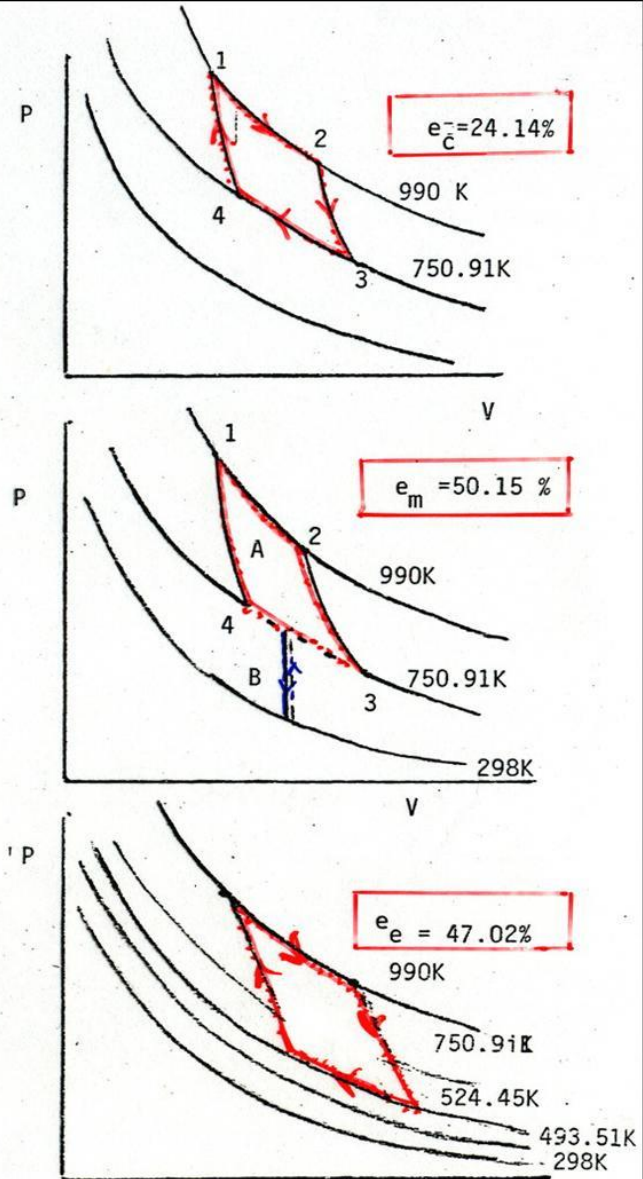 P
1
e_c̄=24.14%
2
990 K
4
750.91K
3
V
1
P
e_m =50.15 %
A
2
990K
4
B
750.91K
3
298K
V
'P
e_e = 47.02%
990K
750.9iK
524.45K
493.51K
298K